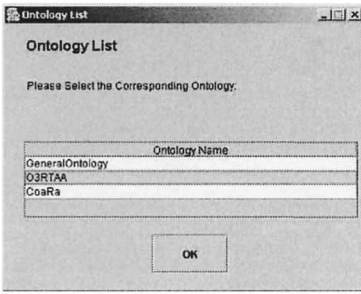 Ontology List
Ontology List
Please Select the Corresponding Ontology:
Ontology Name
GeneralOntology
O3RTAA
CoaRa
OK